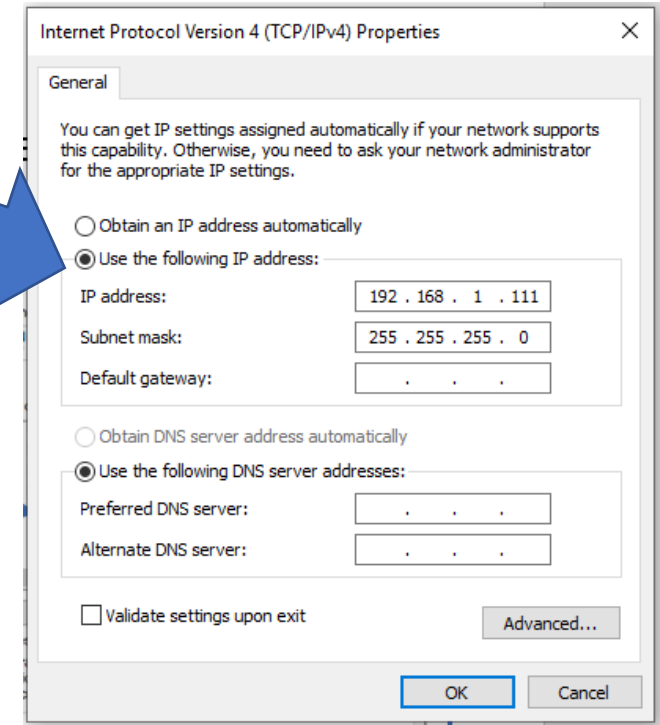 Internet Protocol Version 4 (TCP/IPv4) Properties
General
You can get IP settings assigned automatically if your network supports
this capability. Otherwise, you need to ask your network administrator
for the appropriate IP settings.
Obtain an IP address automatically
Use the following IP address:
IP address: 192 . 168 . 1 . 111
Subnet mask: 255 . 255 . 255 . 0
Default gateway: . . .
Obtain DNS server address automatically
Use the following DNS server addresses:
Preferred DNS server: . . .
Alternate DNS server: . . .
Validate settings upon exit
Advanced...
OK Cancel